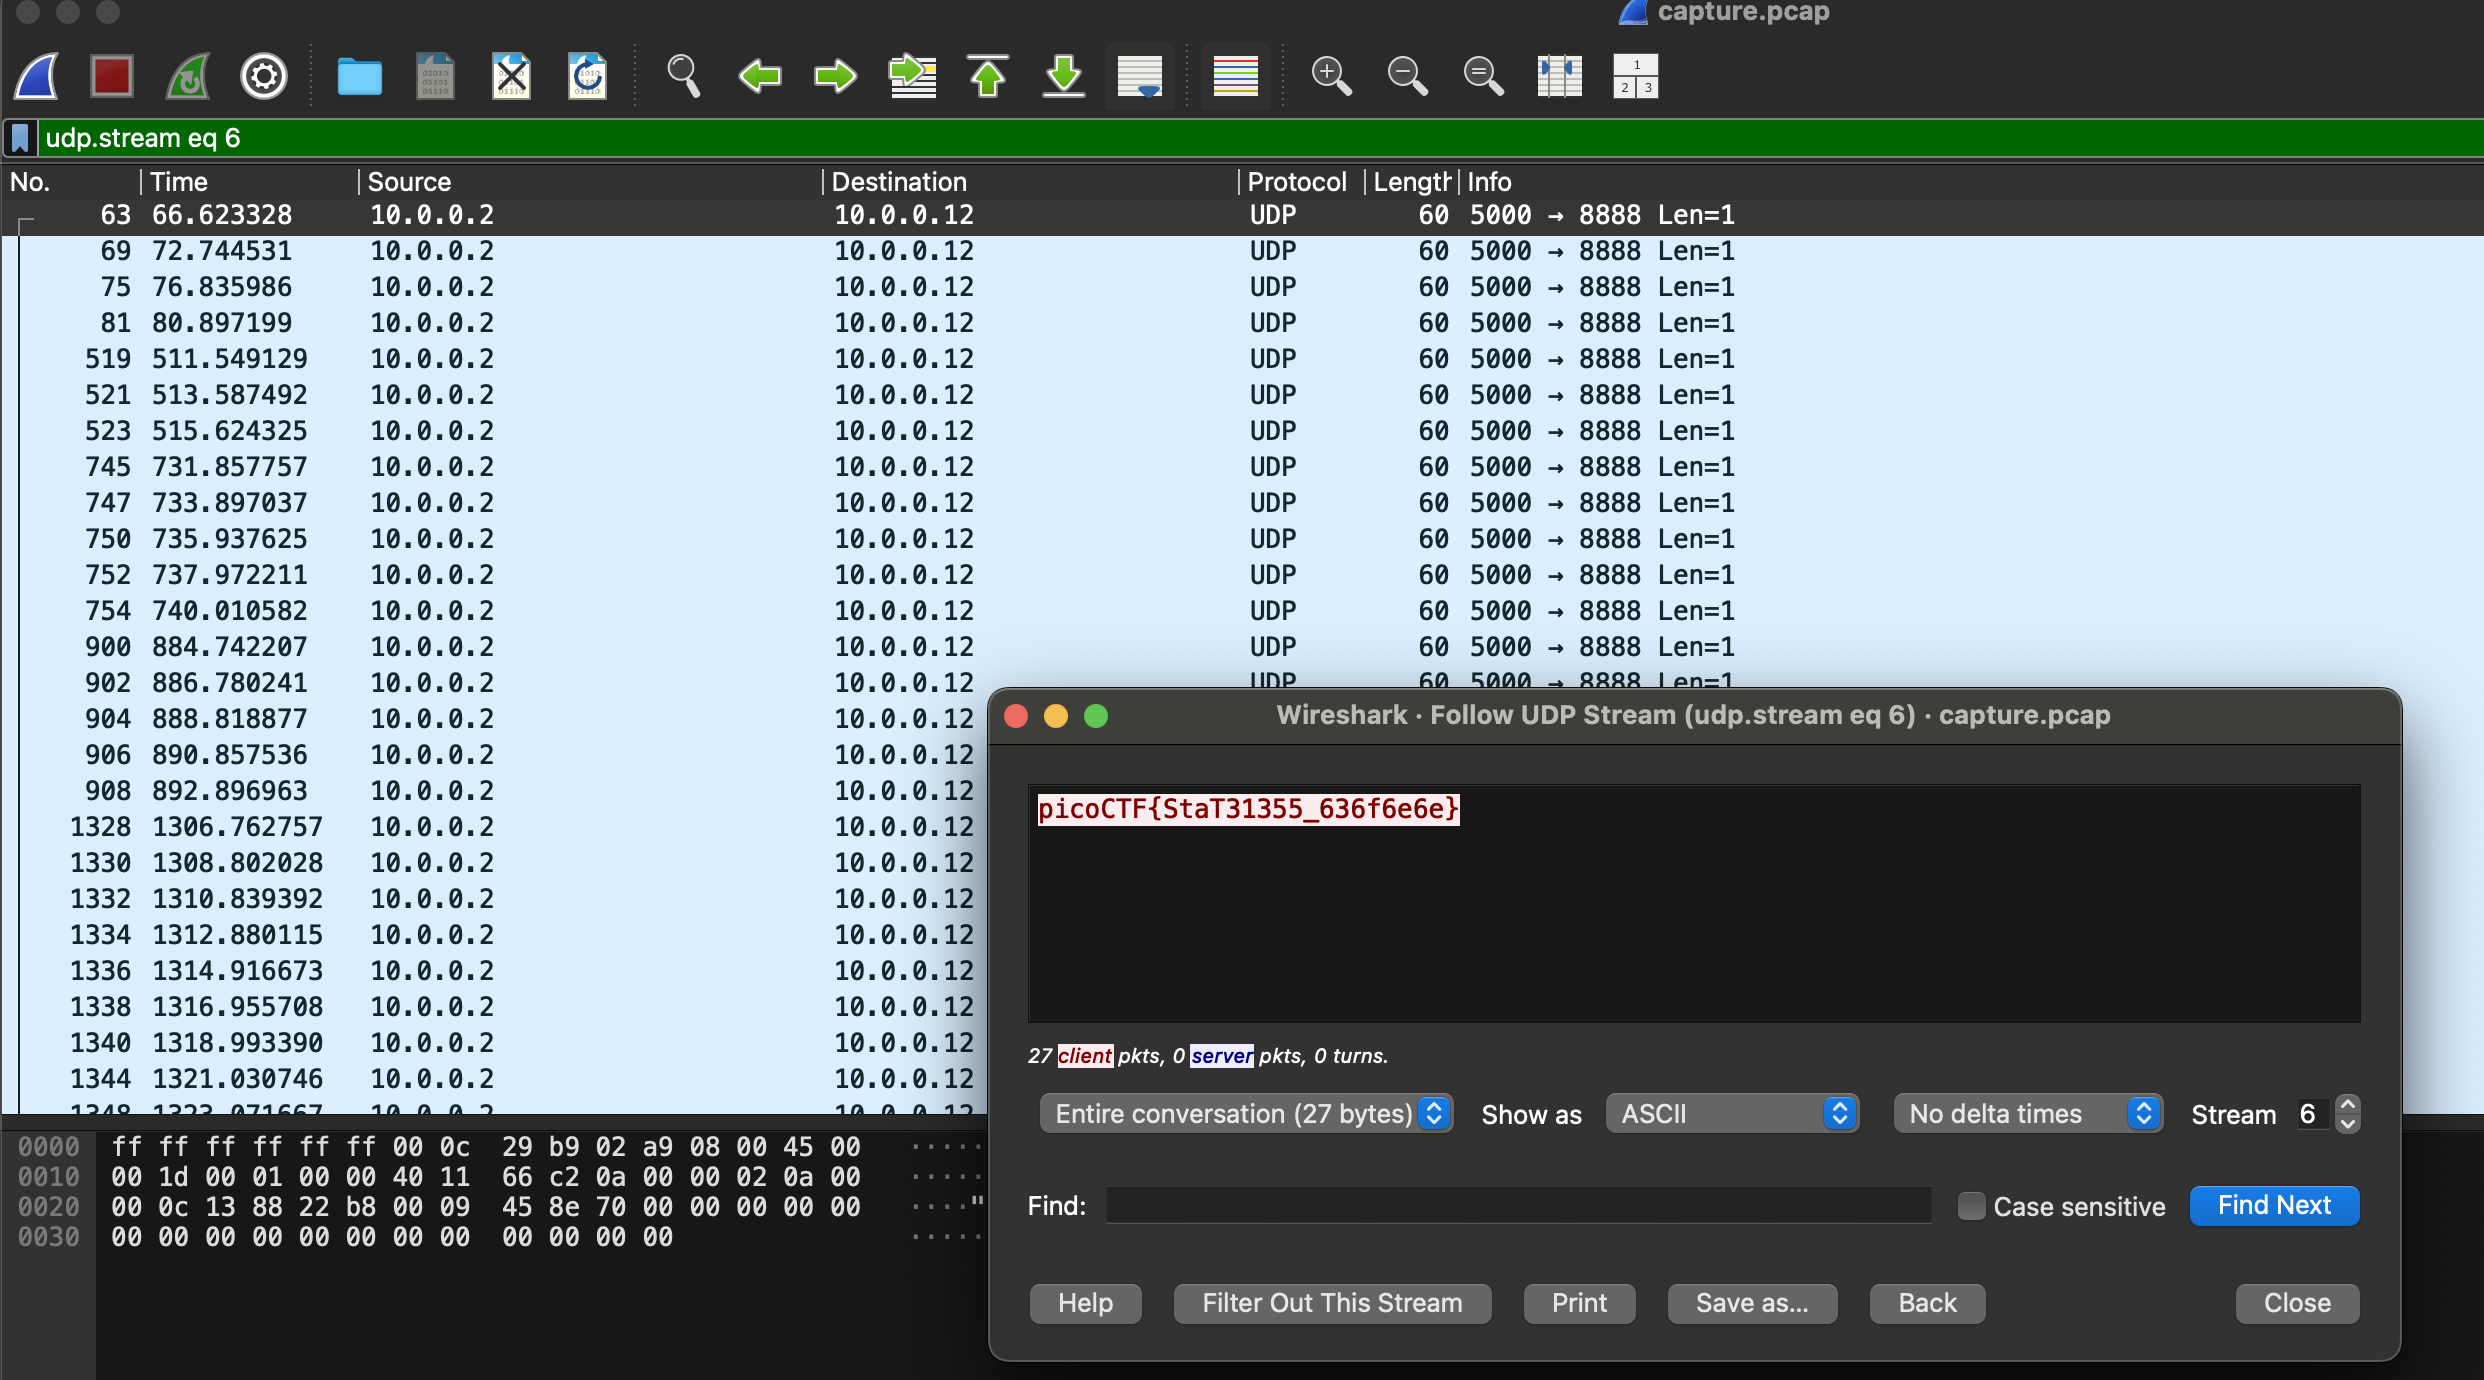 capture.pcap
udp.stream eq 6
No. Time Source Destination Protocol Length Info
63 66.623328 10.0.0.2 10.0.0.12 UDP 60 5000 → 8888 Len=1
69 72.744531 10.0.0.2 10.0.0.12 UDP 60 5000 → 8888 Len=1
75 76.835986 10.0.0.2 10.0.0.12 UDP 60 5000 → 8888 Len=1
81 80.897199 10.0.0.2 10.0.0.12 UDP 60 5000 → 8888 Len=1
519 511.549129 10.0.0.2 10.0.0.12 UDP 60 5000 → 8888 Len=1
521 513.587492 10.0.0.2 10.0.0.12 UDP 60 5000 → 8888 Len=1
523 515.624325 10.0.0.2 10.0.0.12 UDP 60 5000 → 8888 Len=1
745 731.857757 10.0.0.2 10.0.0.12 UDP 60 5000 → 8888 Len=1
747 733.897037 10.0.0.2 10.0.0.12 UDP 60 5000 → 8888 Len=1
750 735.937625 10.0.0.2 10.0.0.12 UDP 60 5000 → 8888 Len=1
752 737.972211 10.0.0.2 10.0.0.12 UDP 60 5000 → 8888 Len=1
754 740.010582 10.0.0.2 10.0.0.12 UDP 60 5000 → 8888 Len=1
900 884.742207 10.0.0.2 10.0.0.12 UDP 60 5000 → 8888 Len=1
902 886.780241 10.0.0.2 10.0.0.12 UDP 60 5000 → 8888 Len=1
904 888.818877 10.0.0.2 10.0.0.12
906 890.857536 10.0.0.2 10.0.0.12
908 892.896963 10.0.0.2 10.0.0.12
1328 1306.762757 10.0.0.2 10.0.0.12
1330 1308.802028 10.0.0.2 10.0.0.12
1332 1310.839392 10.0.0.2 10.0.0.12
1334 1312.880115 10.0.0.2 10.0.0.12
1336 1314.916673 10.0.0.2 10.0.0.12
1338 1316.955708 10.0.0.2 10.0.0.12
1340 1318.993390 10.0.0.2 10.0.0.12
1344 1321.030746 10.0.0.2 10.0.0.12
1348 1323.071667 10.0.0.2 10.0.0.12
0000 ff ff ff ff ff ff 00 0c 29 b9 02 a9 08 00 45 00 ·····
0010 00 1d 00 01 00 00 40 11 66 c2 0a 00 00 02 0a 00 ·····
0020 00 0c 13 88 22 b8 00 09 45 8e 70 00 00 00 00 00 ····"
0030 00 00 00 00 00 00 00 00 00 00 00 00 ·····
Wireshark · Follow UDP Stream (udp.stream eq 6) · capture.pcap
picoCTF{StaT31355_636f6e6e}
27 client pkts, 0 server pkts, 0 turns.
Entire conversation (27 bytes) Show as ASCII No delta times Stream 6
Find: Case sensitive Find Next
Help Filter Out This Stream Print Save as... Back Close